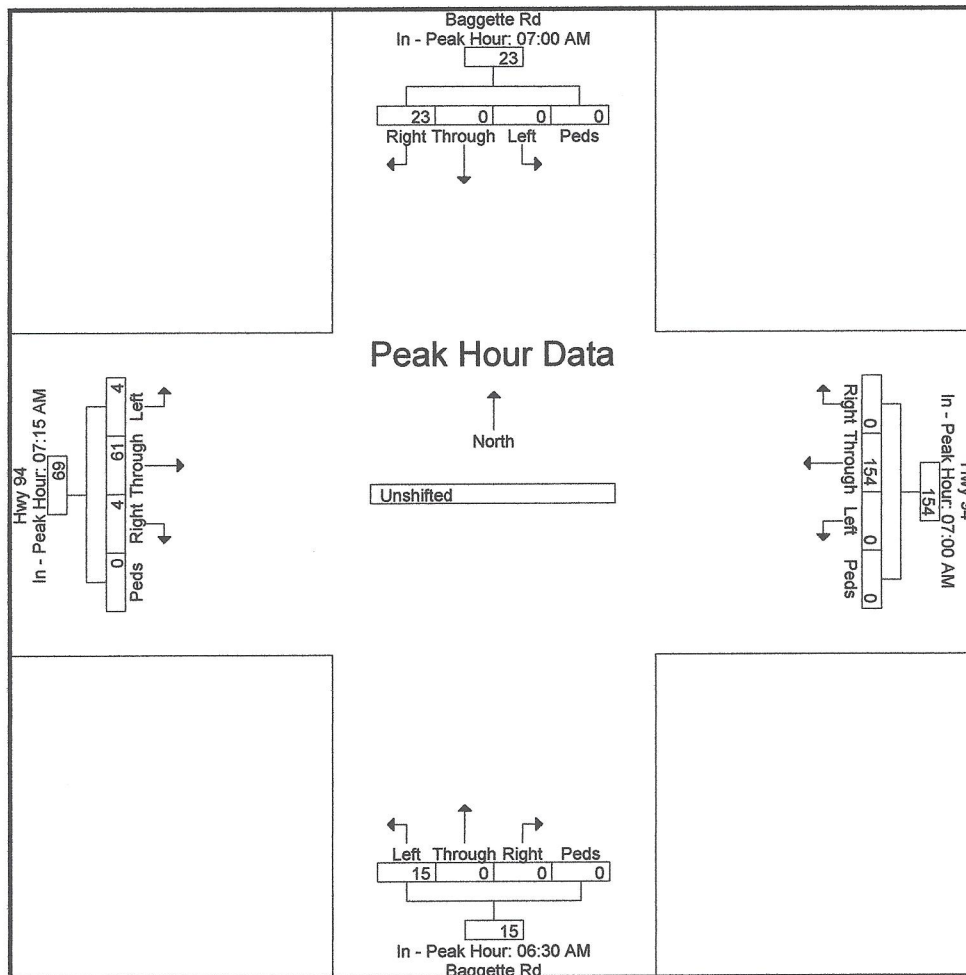 Baggette Rd
In - Peak Hour: 07:00 AM
23
23 0 0 0
Right Through Left Peds
Peak Hour Data
North
Unshifted
Hwy 94
In - Peak Hour: 07:15 AM
69
4 61 4 0
Left Through Right Peds
Right Through Left Peds
0 154 0 0
154
In - Peak Hour: 07:00 AM
Hwy 94
Left Through Right Peds
15 0 0 0
15
In - Peak Hour: 06:30 AM
Baggette Rd